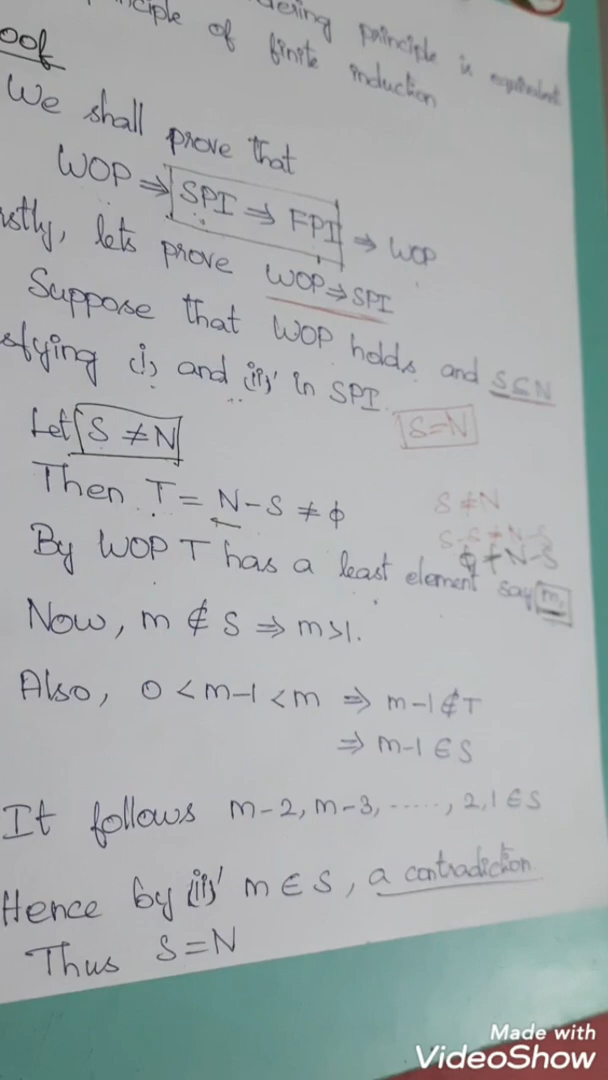 ordering principle is equivalent
principle of finite induction
oof
We shall prove that
WOP ⇒ SPI ⇒ FPI ⇒ WOP
rstly, lets prove WOP ⇒ SPI
Suppose that WOP holds and S⊆N
sfying (i) and (ii)' in SPI.
S=N
Let S ≠ N
Then T = N-S ≠ ϕ
S ≠ N
S-S ≠ N-S
ϕ ≠ N-S
By WOP T has a least element say m.
Now, m ∉ S ⇒ m>1.
Also, 0 < m-1 < m ⇒ m-1 ∉ T
⇒ m-1 ∈ S
It follows m-2, m-3, ......, 2, 1 ∈ S
Hence by (ii)' m ∈ S, a contradiction.
Thus S=N
Made with
VideoShow